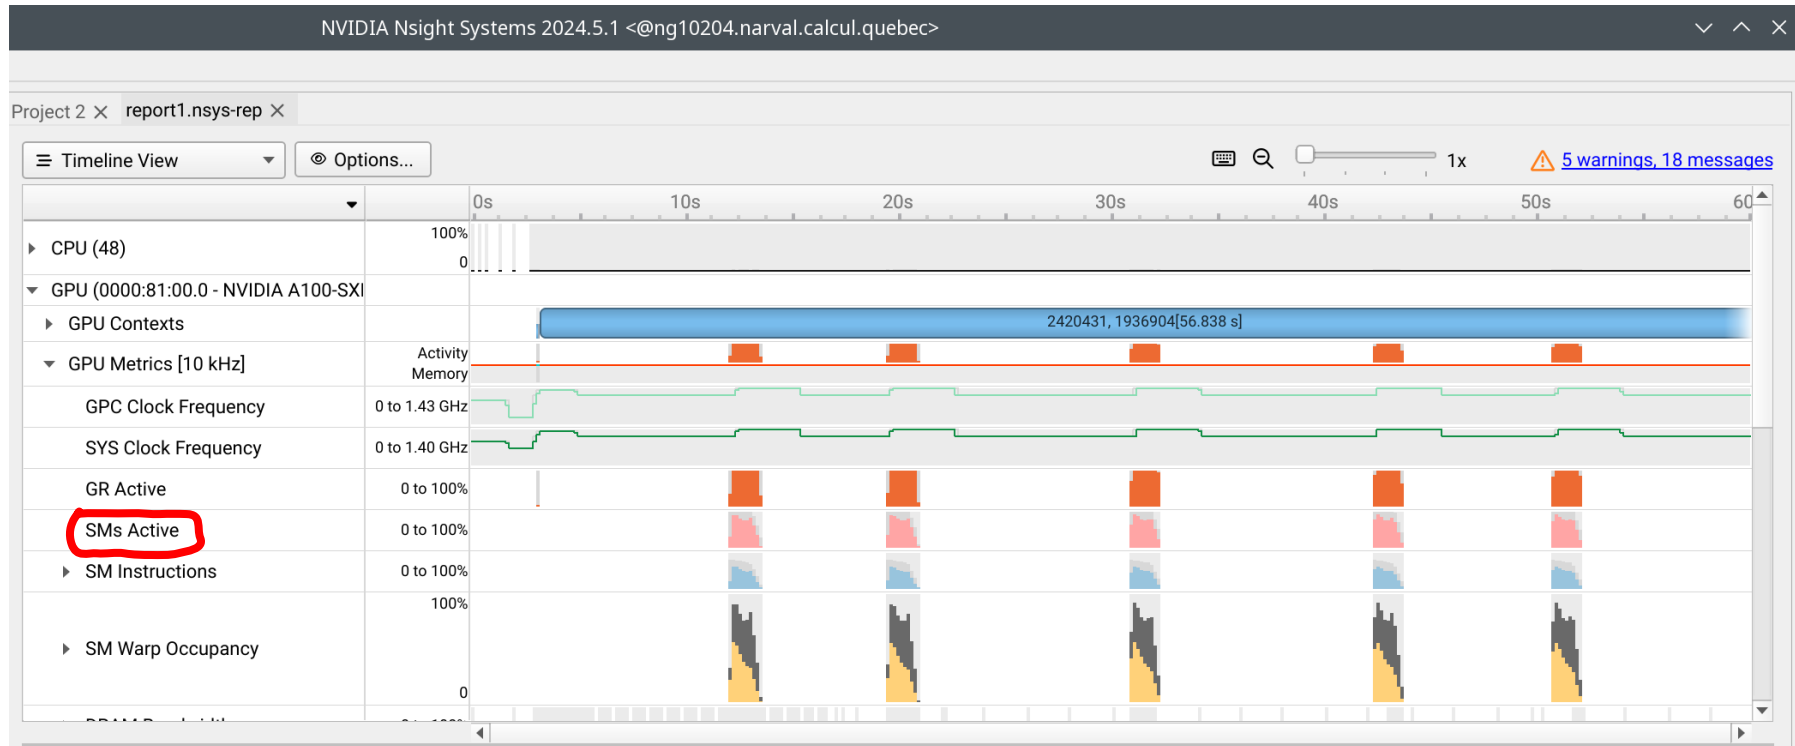 NVIDIA Nsight Systems 2024.5.1 <@ng10204.narval.calcul.quebec>
Project 2 report1.nsys-rep
Timeline View Options... 1x 5 warnings, 18 messages
0s 10s 20s 30s 40s 50s 60
CPU (48) 100% 0
GPU (0000:81:00.0 - NVIDIA A100-SXI
GPU Contexts 2420431, 1936904[56.838 s]
GPU Metrics [10 kHz] Activity
Memory
GPC Clock Frequency 0 to 1.43 GHz
SYS Clock Frequency 0 to 1.40 GHz
GR Active 0 to 100%
SMs Active 0 to 100%
SM Instructions 0 to 100%
SM Warp Occupancy 100% 0